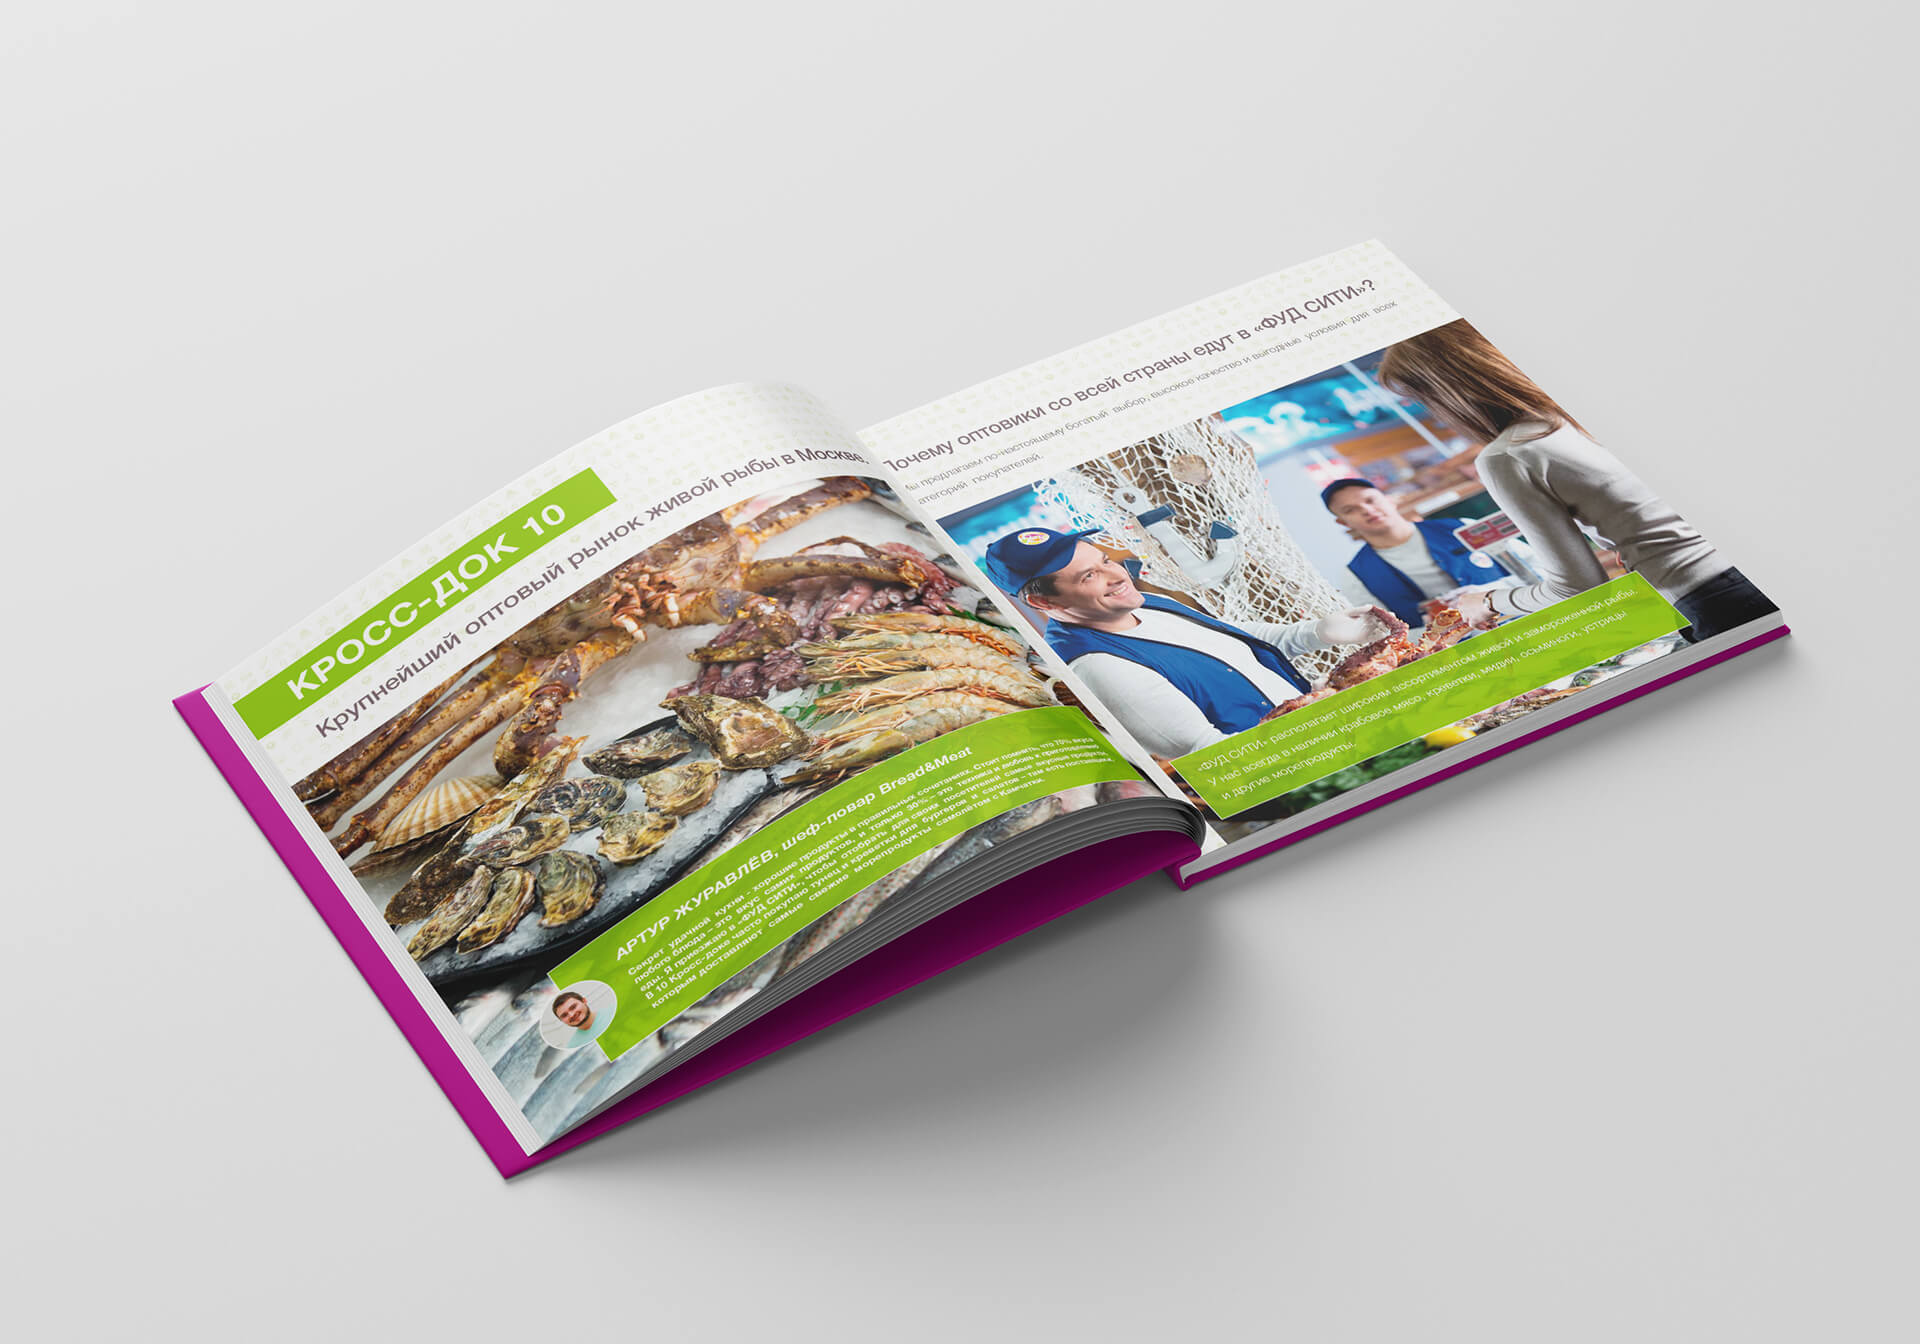 КРОСС-ДОК 10
Крупнейший оптовый рынок живой рыбы в Москве.
АРТУР ЖУРАВЛЁВ, шеф-повар Bread&Meat
Секрет удачной кухни - хорошие продукты в правильных сочетаниях. Стоит помнить, что 70% вкуса
любого блюда – это вкус самих продуктов, и только 30% – это техника и любовь к приготовлению
еды. Я приезжаю в «ФУД СИТИ», чтобы отобрать для своих посетителей самые вкусные продукты.
В 10 Кросс-доке часто покупаю тунец и креветки для бургеров и салатов - там есть поставщики,
которым доставляют самые свежие морепродукты самолётом с Камчатки.
Почему оптовики со всей страны едут в «ФУД СИТИ»?
Мы предлагаем по-настоящему богатый выбор, высокое качество и выгодные условия для всех
категорий покупателей.
«ФУД СИТИ» располагает широким ассортиментом живой и замороженной рыбы.
У нас всегда в наличии крабовое мясо, креветки, мидии, осьминоги, устрицы
и другие морепродукты.